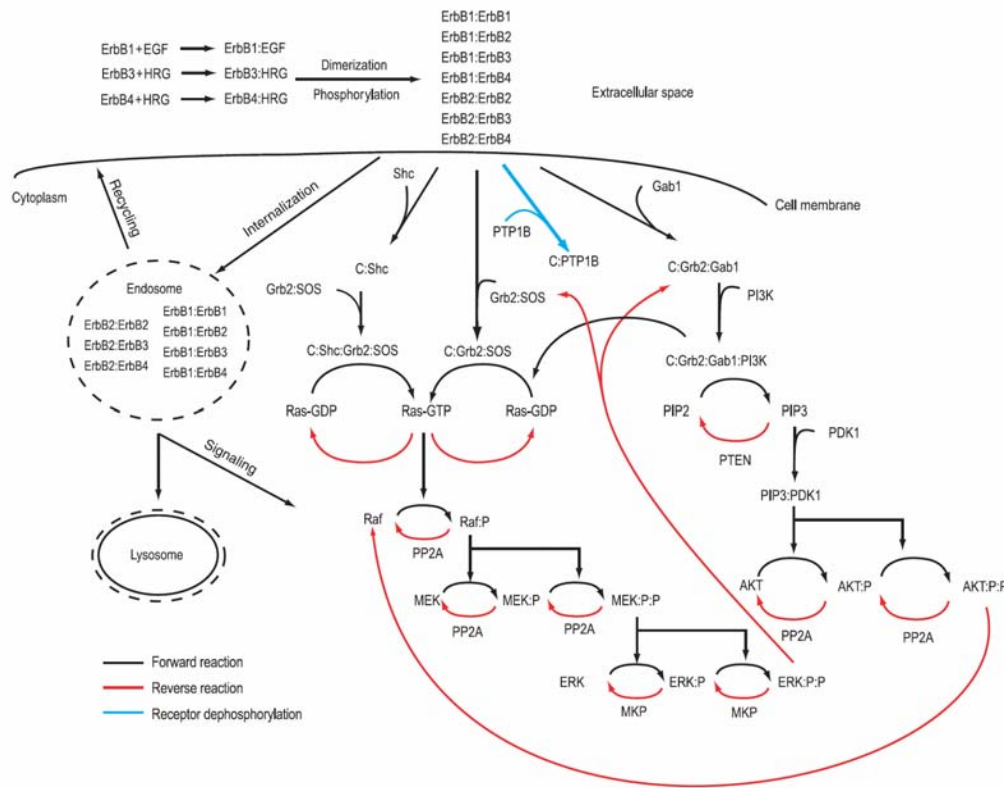 ErbB1+EGF
ErbB1:EGF
ErbB3+HRG
ErbB3:HRG
ErbB4+HRG
ErbB4:HRG
Dimerization
Phosphorylation
ErbB1:ErbB1
ErbB1:ErbB2
ErbB1:ErbB3
ErbB1:ErbB4
ErbB2:ErbB2
ErbB2:ErbB3
ErbB2:ErbB4
Extracellular space
Cytoplasm
Cell membrane
Recycling
Internalization
Shc
PTP1B
C:PTP1B
Gab1
Endosome
ErbB2:ErbB2
ErbB2:ErbB3
ErbB2:ErbB4
ErbB1:ErbB1
ErbB1:ErbB2
ErbB1:ErbB3
ErbB1:ErbB4
C:Shc
Grb2:SOS
Grb2:SOS
C:Grb2:Gab1
PI3K
C:Shc:Grb2:SOS
C:Grb2:SOS
C:Grb2:Gab1:PI3K
Ras-GDP
Ras-GTP
Ras-GDP
PIP2
PIP3
PTEN
PDK1
PIP3:PDK1
Signaling
Lysosome
Raf
Raf:P
PP2A
MEK
MEK:P
MEK:P:P
PP2A
PP2A
AKT
AKT:P
AKT:P:P
PP2A
PP2A
ERK
ERK:P
ERK:P:P
MKP
MKP
Forward reaction
Reverse reaction
Receptor dephosphorylation